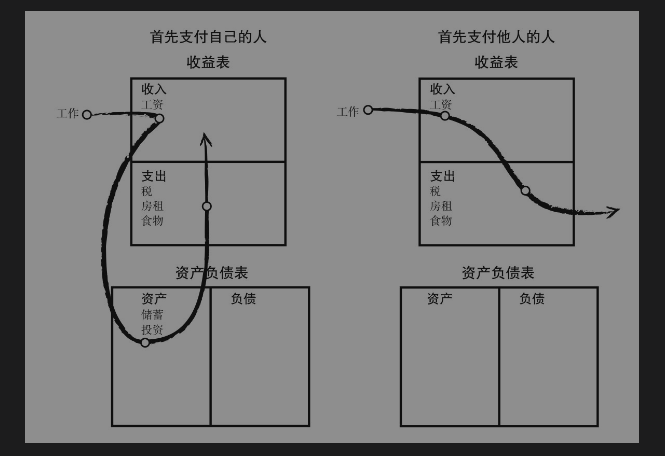 首先支付自己的人
收益表
工作
收入
工资
支出
税
房租
食物
资产负债表
资产
储蓄
投资
负债
首先支付他人的人
收益表
工作
收入
工资
支出
税
房租
食物
资产负债表
资产
负债